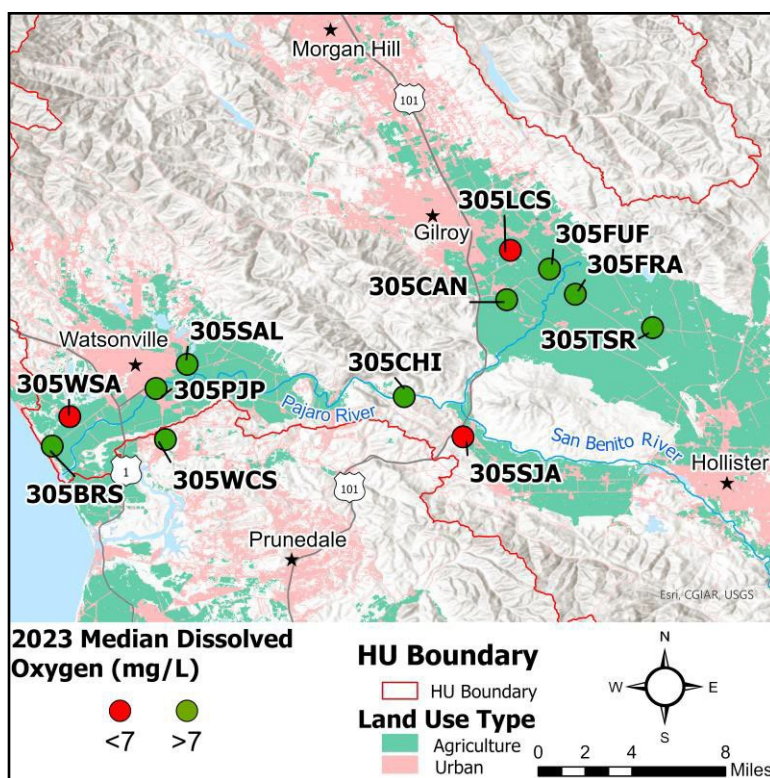 Morgan Hill
101
305LCS
Gilroy
305FUF
305FRA
305CAN
305TSR
305SAL
Watsonville
305WSA
305PJP
305CHI
Pajaro River
San Benito River
305SJA
Hollister
305BRS
1
305WCS
101
Prunedale
Esri, CGIAR, USGS
2023 Median Dissolved
Oxygen (mg/L)
<7
>7
HU Boundary
HU Boundary
Land Use Type
Agriculture
Urban
N
W
E
S
0 2 4 6 8
Miles